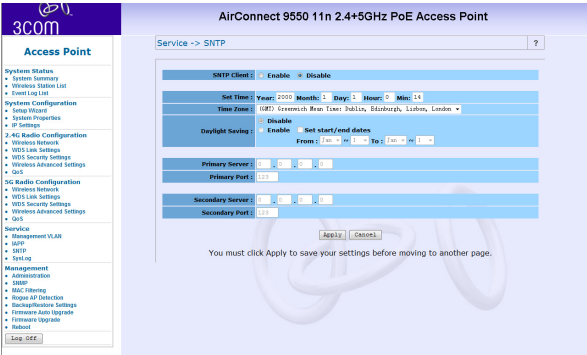 3COM
AirConnect 9550 11n 2.4+5GHz PoE Access Point
Access Point
System Status
System Summary
Wireless Station List
Event Log List
System Configuration
Setup Wizard
System Properties
IP Settings
2.4G Radio Configuration
Wireless Network
WDS Link Settings
WDS Security Settings
Wireless Advanced Settings
QoS
5G Radio Configuration
Wireless Network
WDS Link Settings
WDS Security Settings
Wireless Advanced Settings
QoS
Service
Management VLAN
IAPP
SNTP
SysLog
Management
Administration
SNMP
MAC Filtering
Rogue AP Detection
Backup/Restore Settings
Firmware Auto Upgrade
Firmware Upgrade
Reboot
Log Off
Service -> SNTP ?
SNTP Client : Enable Disable
Set Time : Year: 2000 Month: 1 Day: 1 Hour: 0 Min: 14
Time Zone : (GMT) Greenwich Mean Time: Dublin, Edinburgh, Lisbon, London
Disable
Daylight Saving : Enable Set start/end dates
From : Jan ~ 1 To : Jan ~ 1
Primary Server : 0 . 0 . 0 . 0
Primary Port : 123
Secondary Server : 0 . 0 . 0 . 0
Secondary Port : 123
Apply Cancel
You must click Apply to save your settings before moving to another page.